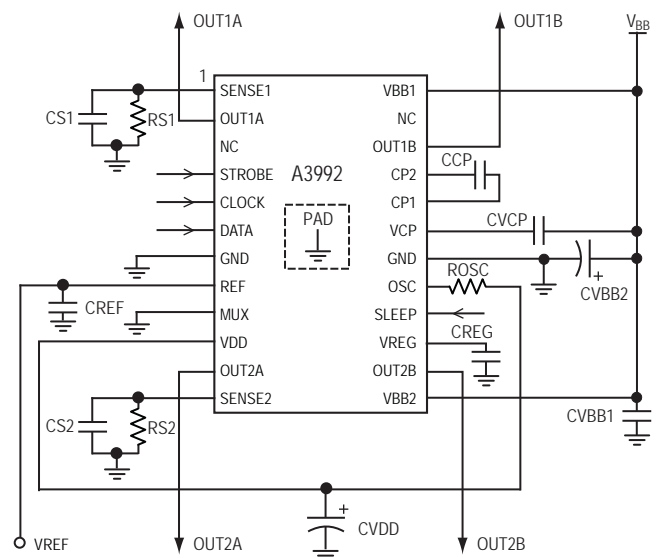 OUT1A
OUT1B
VBB
1
SENSE1
VBB1
CS1
RS1
OUT1A
NC
NC
OUT1B
CCP
STROBE
A3992
CP2
CLOCK
CP1
DATA
PAD
VCP
CVCP
GND
GND
ROSC
+
CVBB2
REF
OSC
CREF
MUX
SLEEP
CREG
VDD
VREG
OUT2A
OUT2B
CS2
RS2
SENSE2
VBB2
CVBB1
+
CVDD
VREF
OUT2A
OUT2B